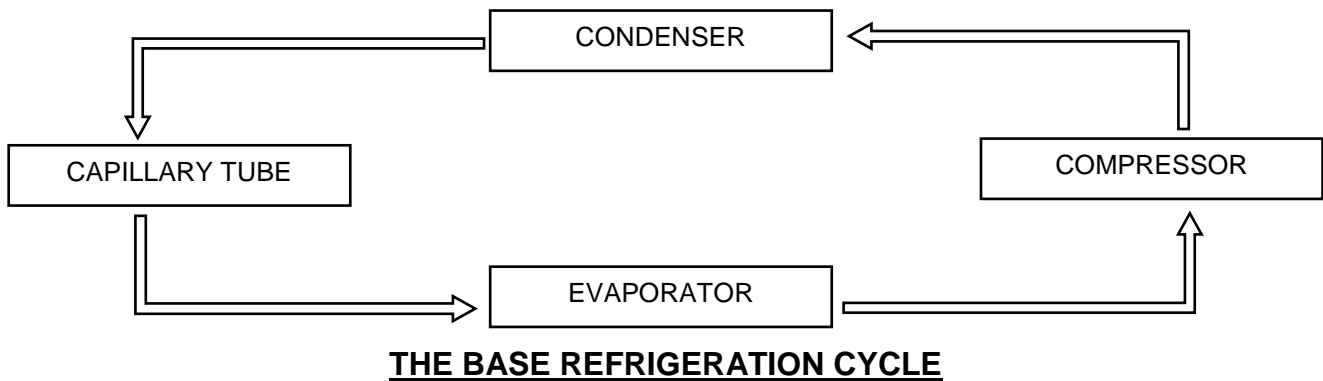 CONDENSER
CAPILLARY TUBE
COMPRESSOR
EVAPORATOR
THE BASE REFRIGERATION CYCLE